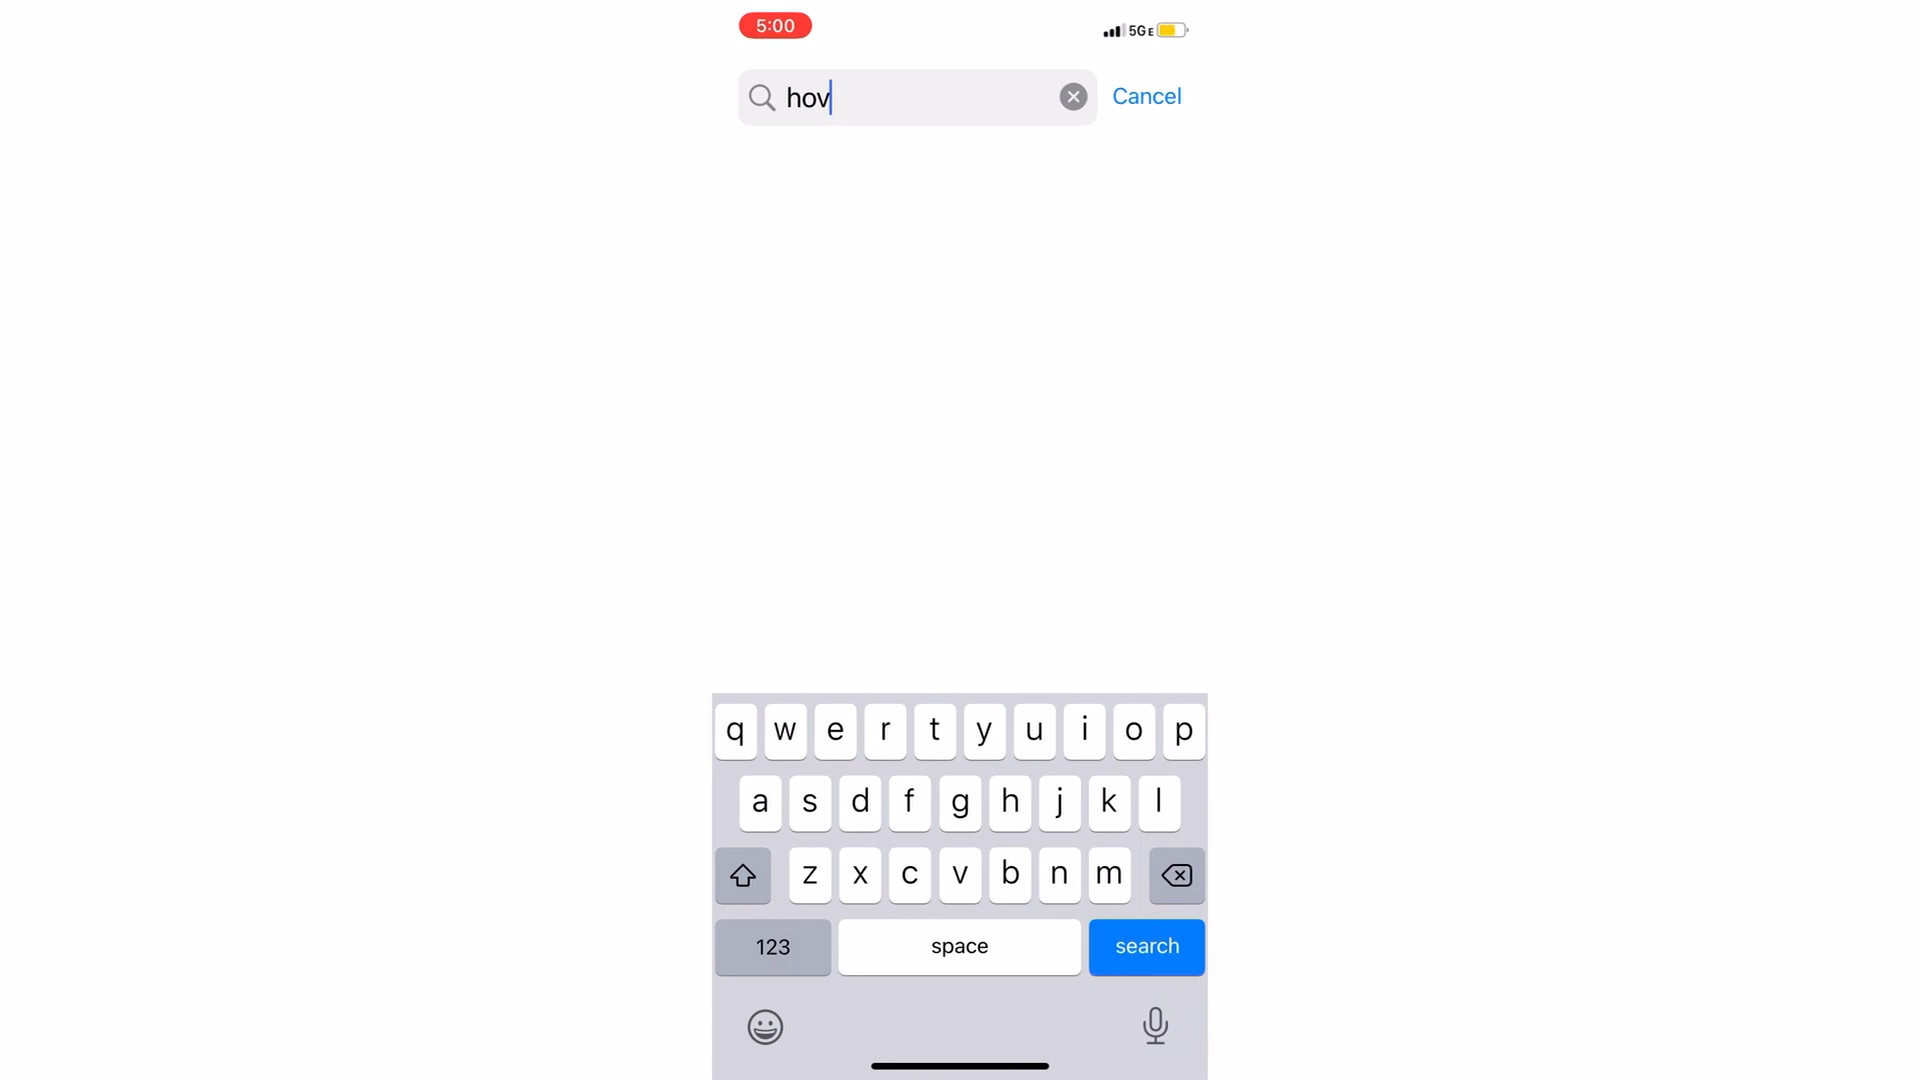 5:00 5GE
hov Cancel
q w e r t y u i o p
a s d f g h j k l
z x c v b n m
123 space search